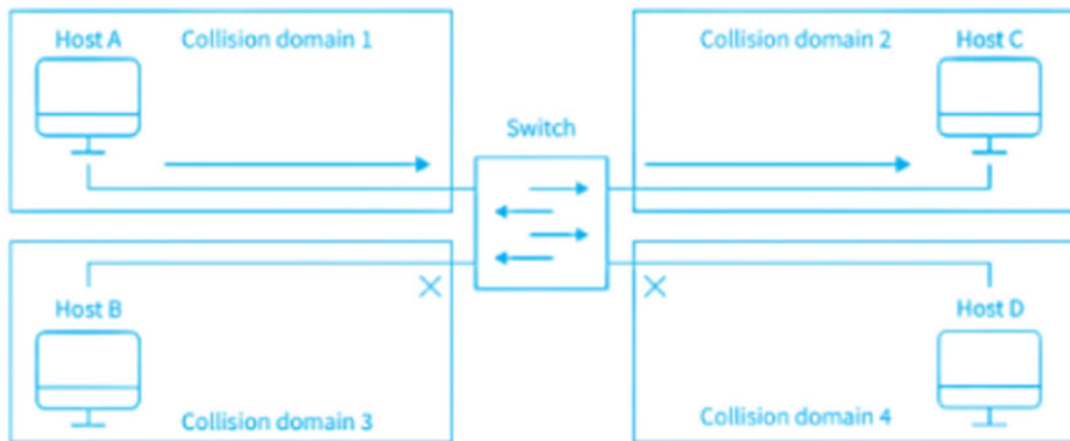 Host A
Collision domain 1
Collision domain 2
Host C
Switch
Host B
Host D
Collision domain 3
Collision domain 4